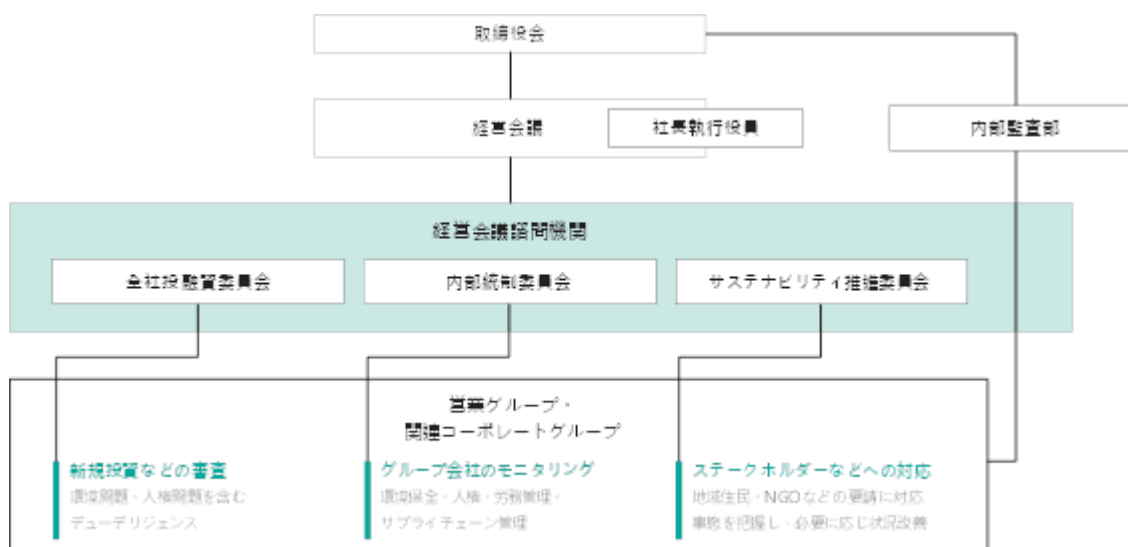 取締役会
経営会議
社長執行役員
内部監査部
経営会議諮問機関
全社投融資委員会
内部統制委員会
サステナビリティ推進委員会
営業グループ・
関連コーポレートグループ
新規投資などの審査
環境問題・人権問題を含む
デューデリジェンス
グループ会社のモニタリング
環境保全・人権・労務管理・
サプライチェーン管理
ステークホルダーなどへの対応
地域住民・NGOなどの要請に対応
事態を把握し、必要に応じ状況改善